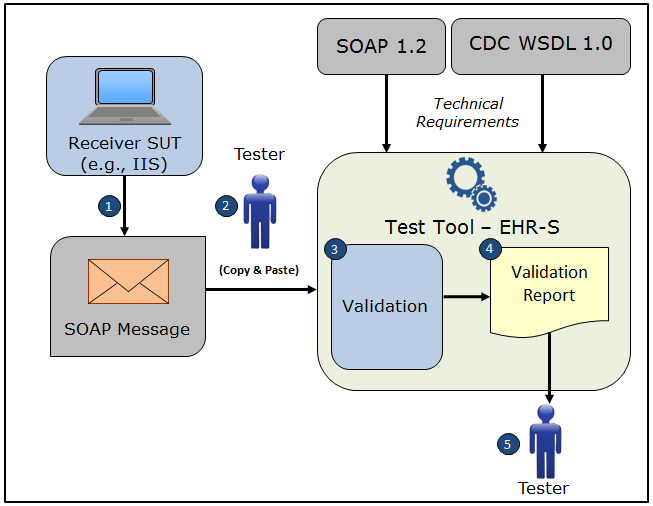 SOAP 1.2
CDC WSDL 1.0
Receiver SUT
(e.g., IIS)
Technical
Requirements
1
Tester
2
(Copy & Paste)
SOAP Message
Test Tool – EHR-S
3
Validation
4
Validation
Report
5
Tester